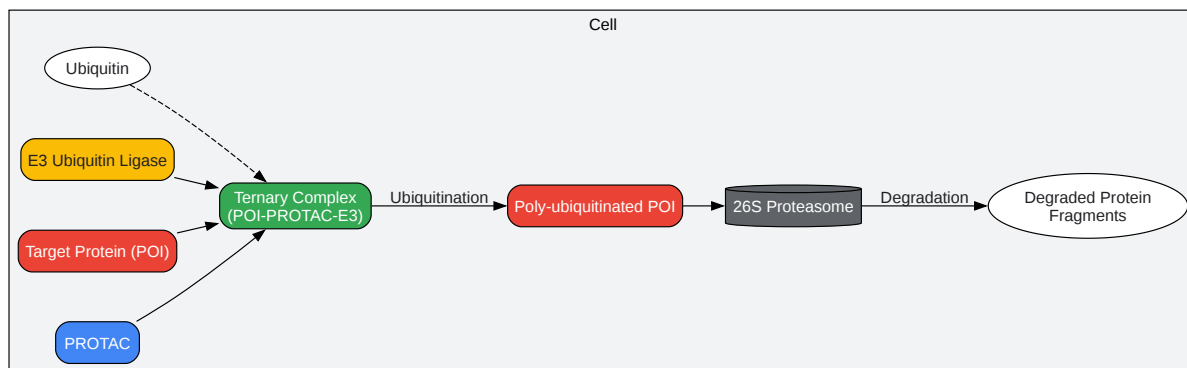 Cell
Ubiquitin
E3 Ubiquitin Ligase
Target Protein (POI)
PROTAC
Ternary Complex
(POI-PROTAC-E3)
Ubiquitination
Poly-ubiquitinated POI
26S Proteasome
Degradation
Degraded Protein
Fragments